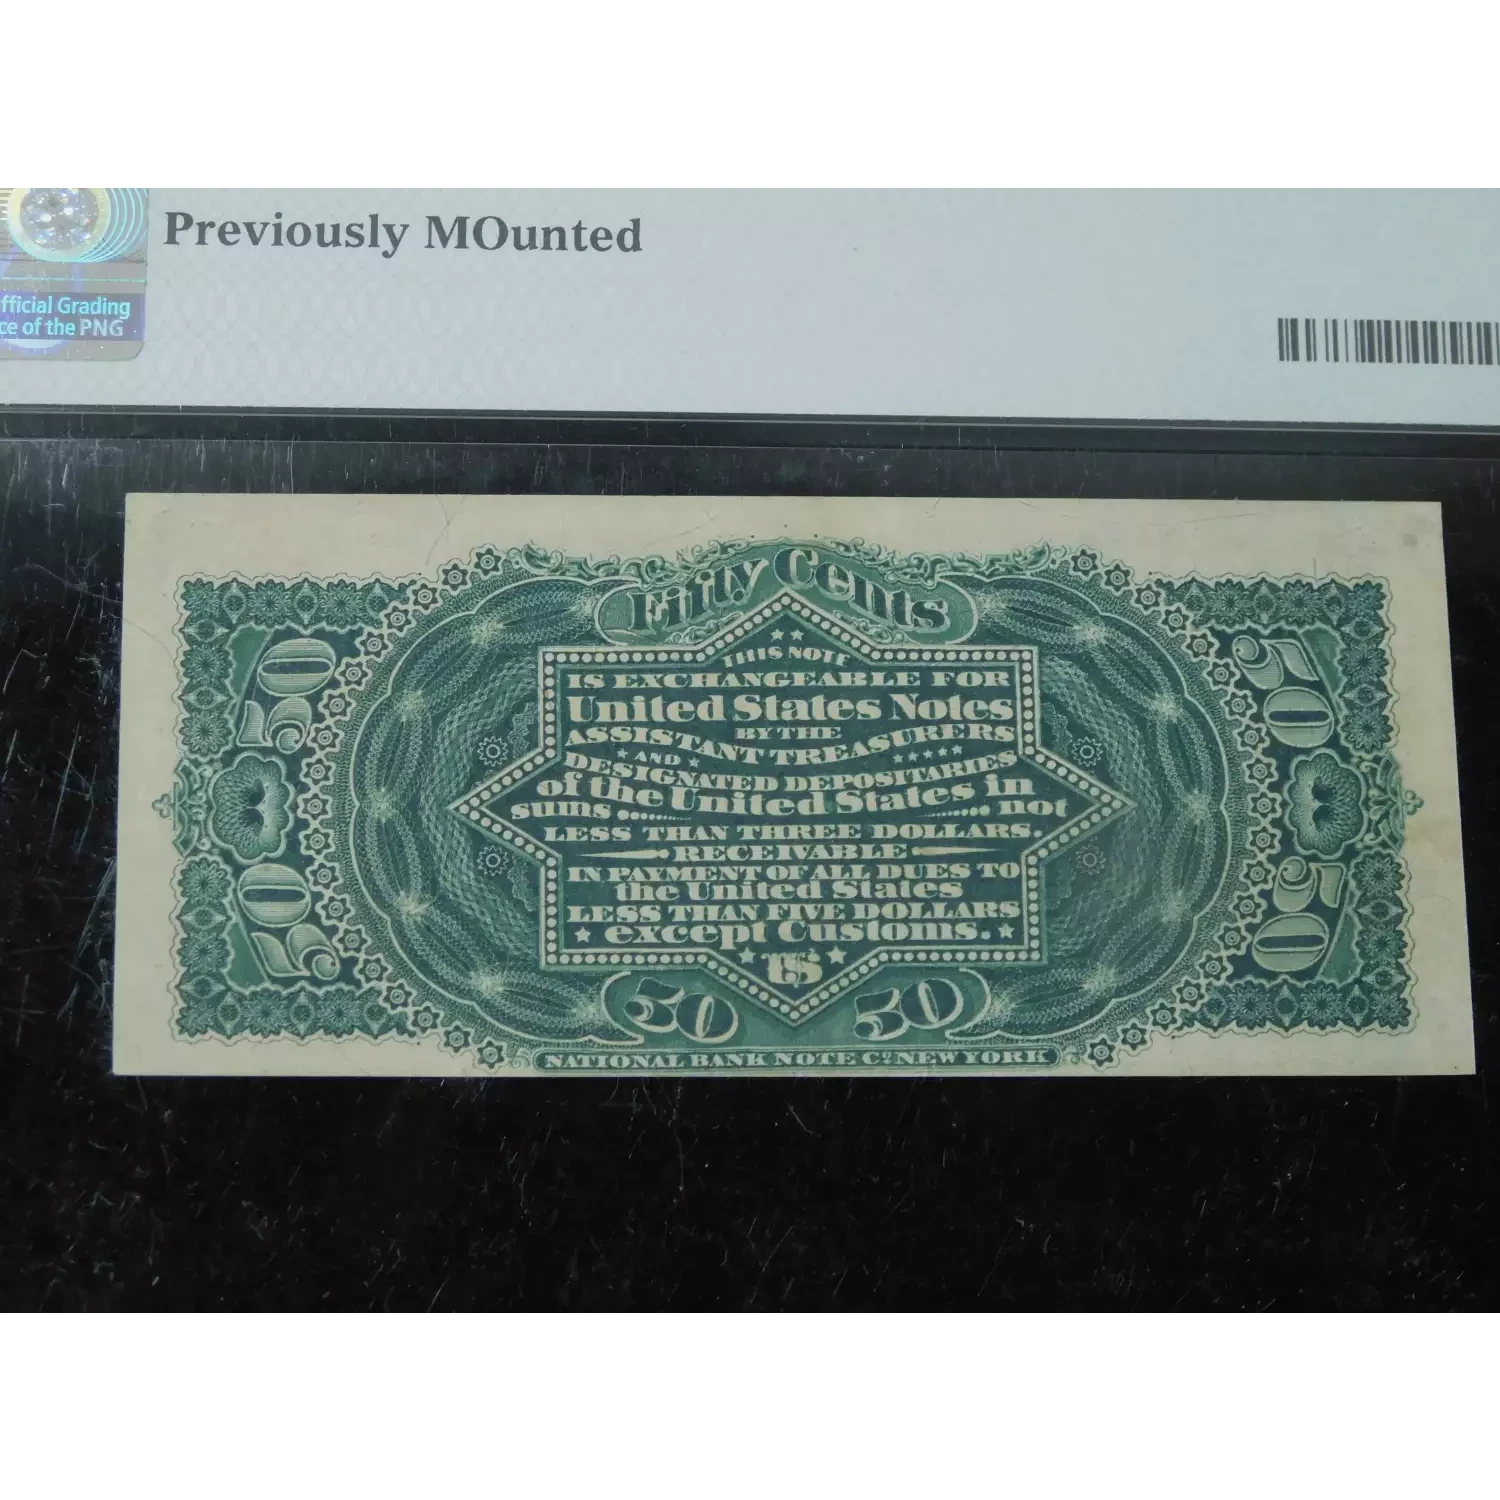 Previously MOunted
fficial Grading
ce of the PNG
Fifty Cents
50
50
50
50
THIS NOTE
IS EXCHANGEABLE FOR
United States Notes
BY THE
ASSISTANT TREASURERS
AND
DESIGNATED DEPOSITARIES
of the United States in
sums not
LESS THAN THREE DOLLARS.
RECEIVABLE
IN PAYMENT OF ALL DUES TO
the United States
LESS THAN FIVE DOLLARS
except Customs.
US
50 50
NATIONAL BANK NOTE Co. NEW YORK